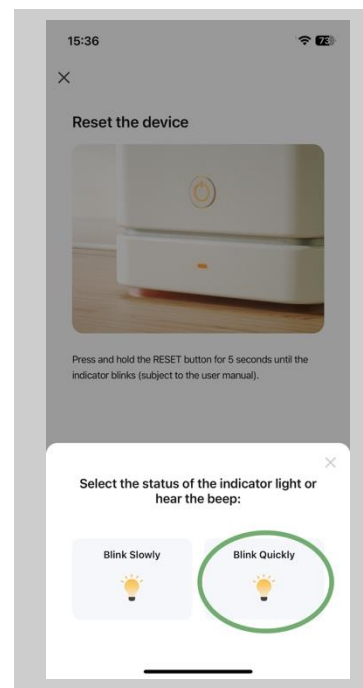 15:36
73
Reset the device
Press and hold the RESET button for 5 seconds until the
indicator blinks (subject to the user manual).
Select the status of the indicator light or
hear the beep:
Blink Slowly Blink Quickly